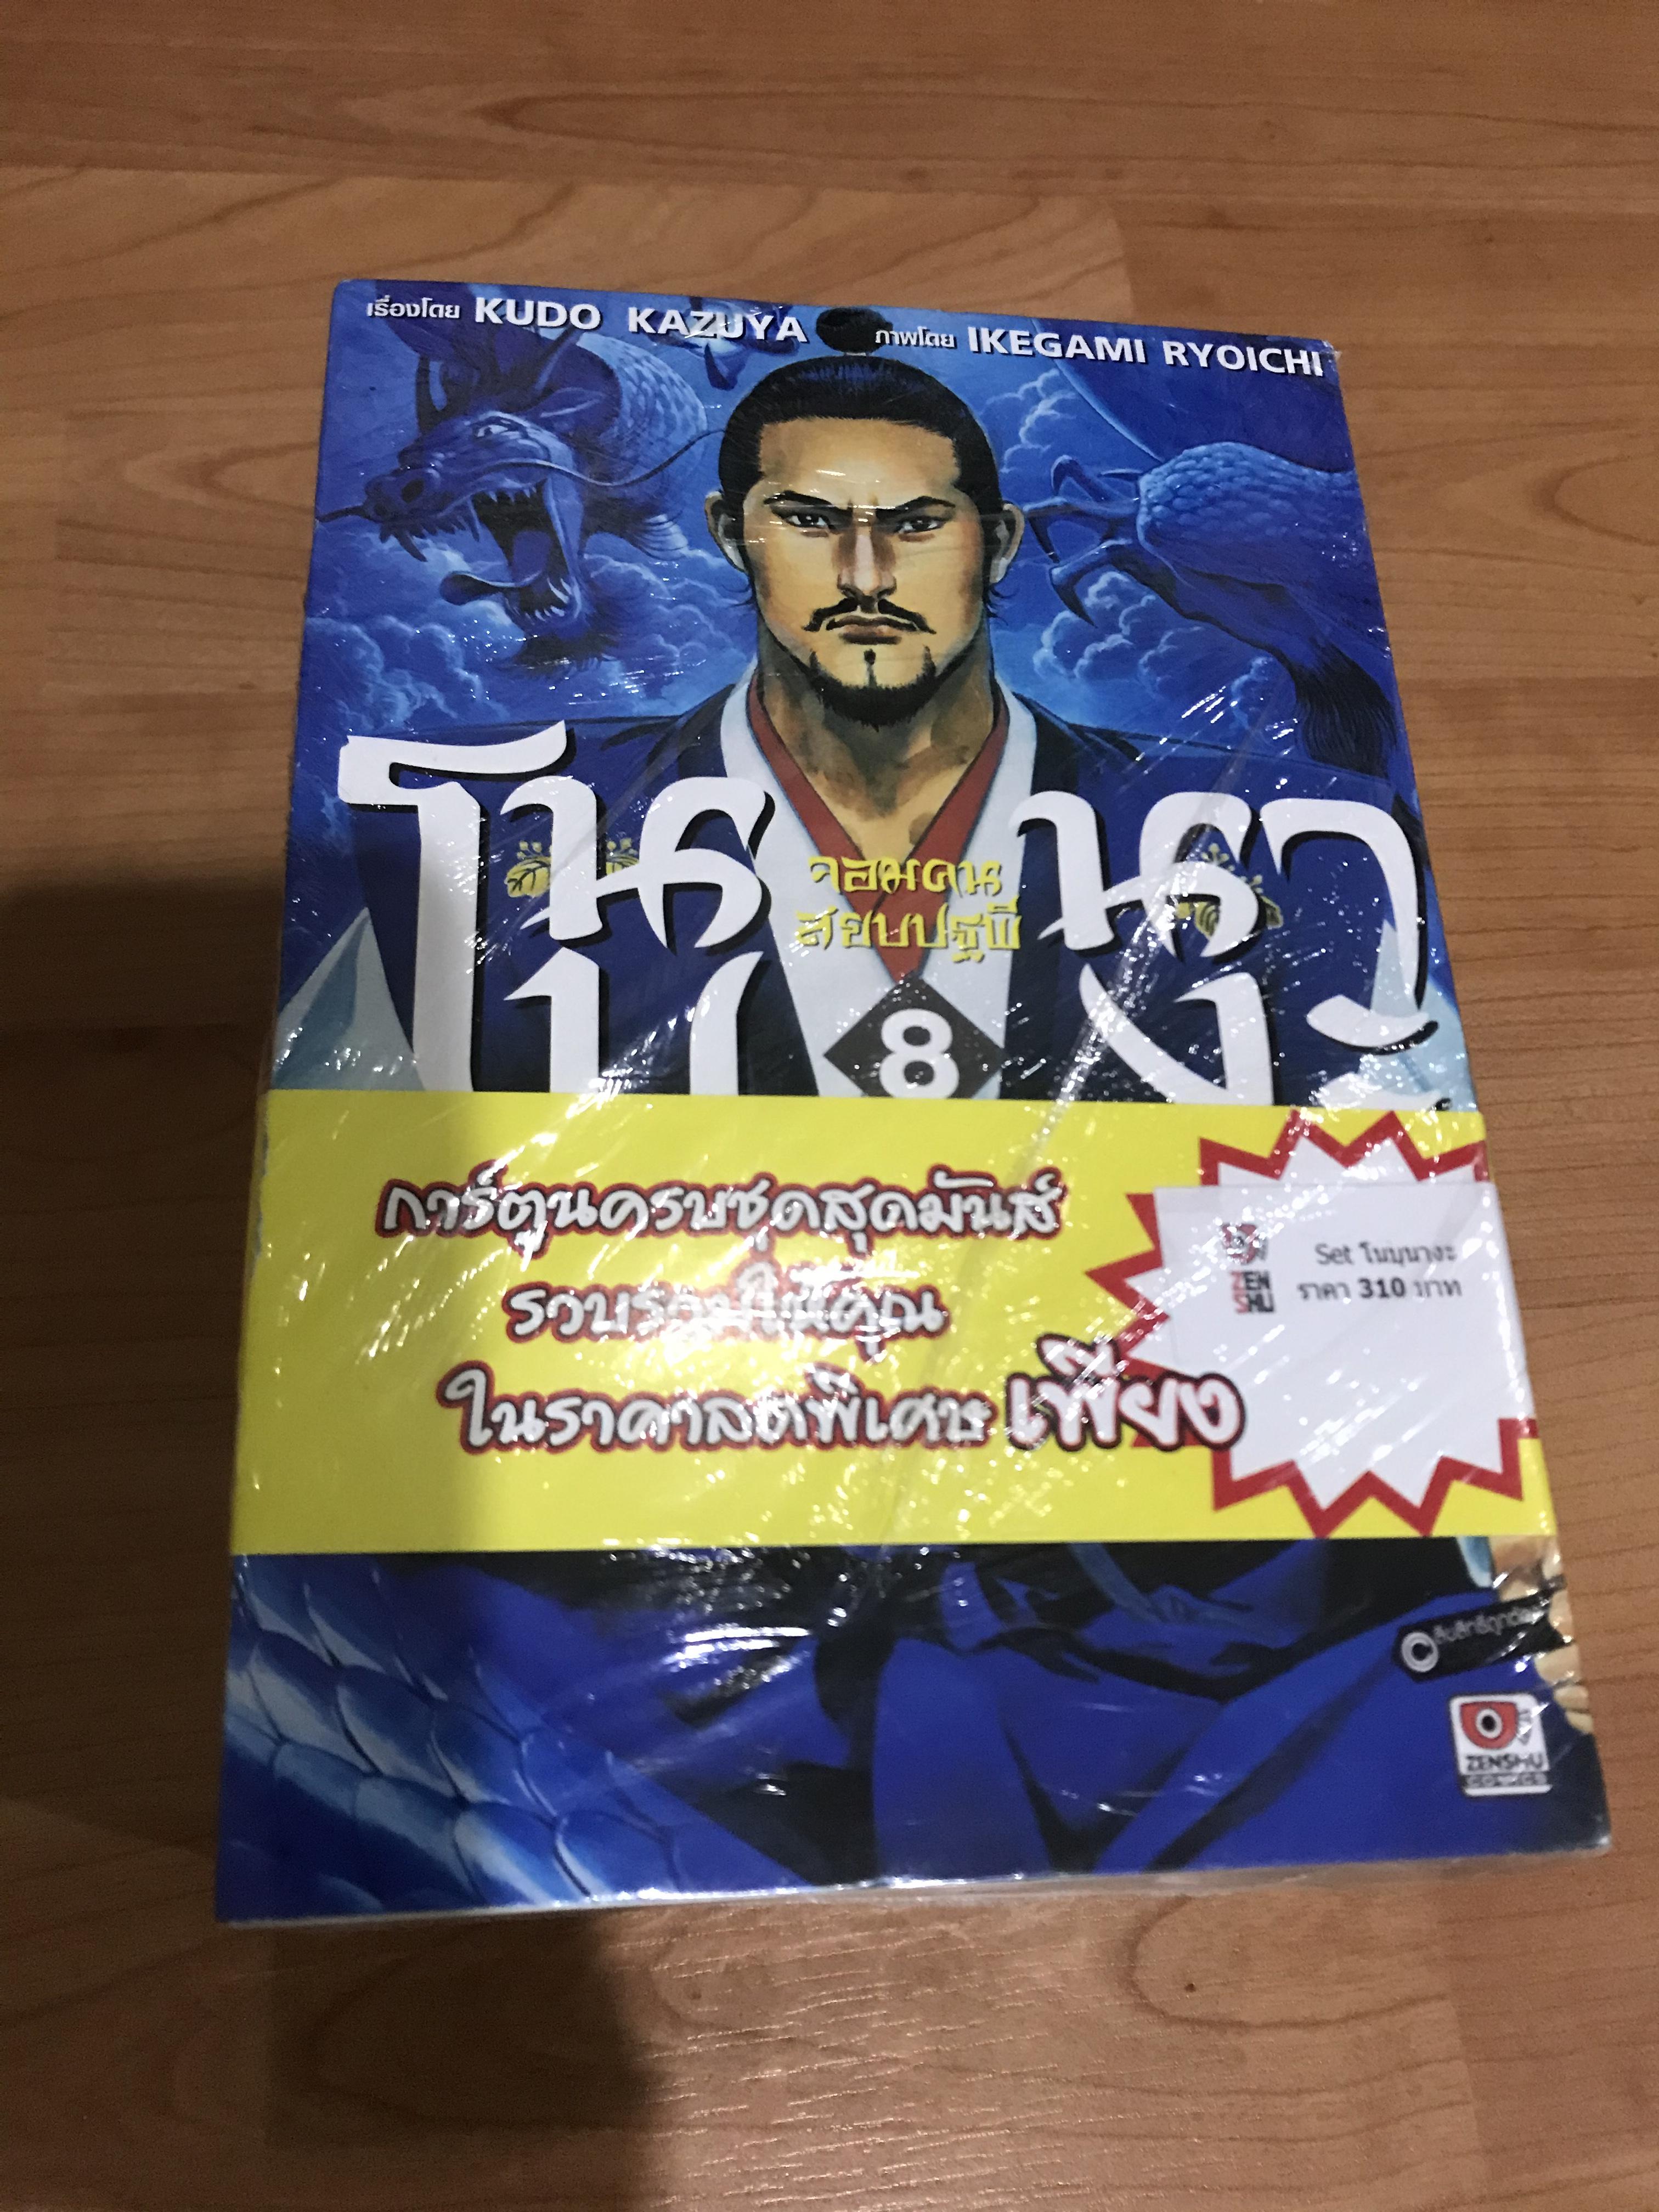 เรื่องโดย KUDO KAZUYA ภาพโดย IKEGAMI RYOICHI
โนบุนางะ
จอมคน
สยบปฐพี
8
การ์ตูนครบชุดสุดมันส์
รวบรวมให้คุณ
ในราคาลดพิเศษ เพียง
ZEN
SHU
Set โนบุนางะ
ราคา 310 บาท
ZENSHU
COMICS